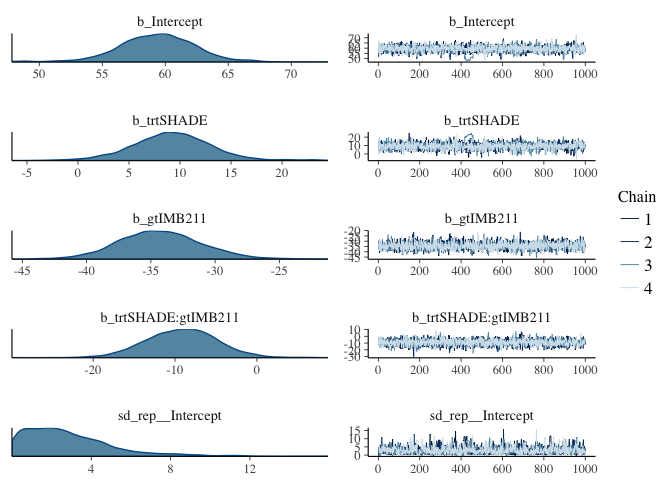 b_Intercept
50 55 60 65 70
b_Intercept
70
50
0 200 400 600 800 1000
b_trtSHADE
-5 0 5 10 15 20
b_trtSHADE
20
10
0
0 200 400 600 800 1000
b_gtIMB211
-45 -40 -35 -30 -25
b_gtIMB211
-20
-45
0 200 400 600 800 1000
b_trtSHADE:gtIMB211
-20 -10 0
b_trtSHADE:gtIMB211
10
0
-10
-20
-30
0 200 400 600 800 1000
sd_rep__Intercept
4 8 12
sd_rep__Intercept
15
10
5
0
0 200 400 600 800 1000
Chain
1
2
3
4